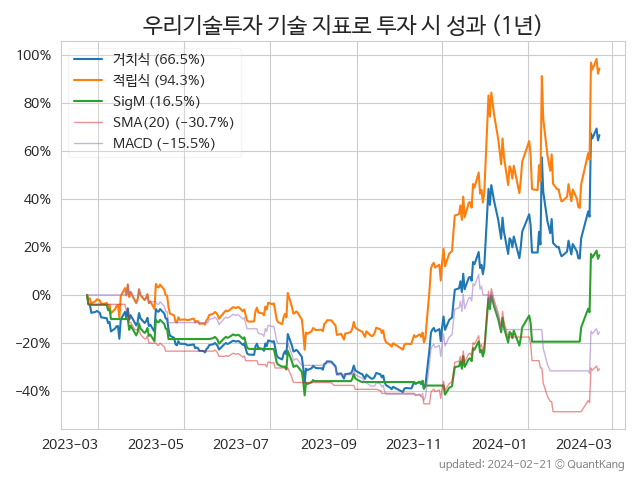 우리기술투자 기술 지표로 투자 시 성과 (1년)
거치식 (66.5%)
적립식 (94.3%)
SigM (16.5%)
SMA(20) (−30.7%)
MACD (−15.5%)
100%
80%
60%
40%
20%
0%
−20%
−40%
2023-03 2023-05 2023-07 2023-09 2023-11 2024-01 2024-03
updated: 2024-02-21 © QuantKang